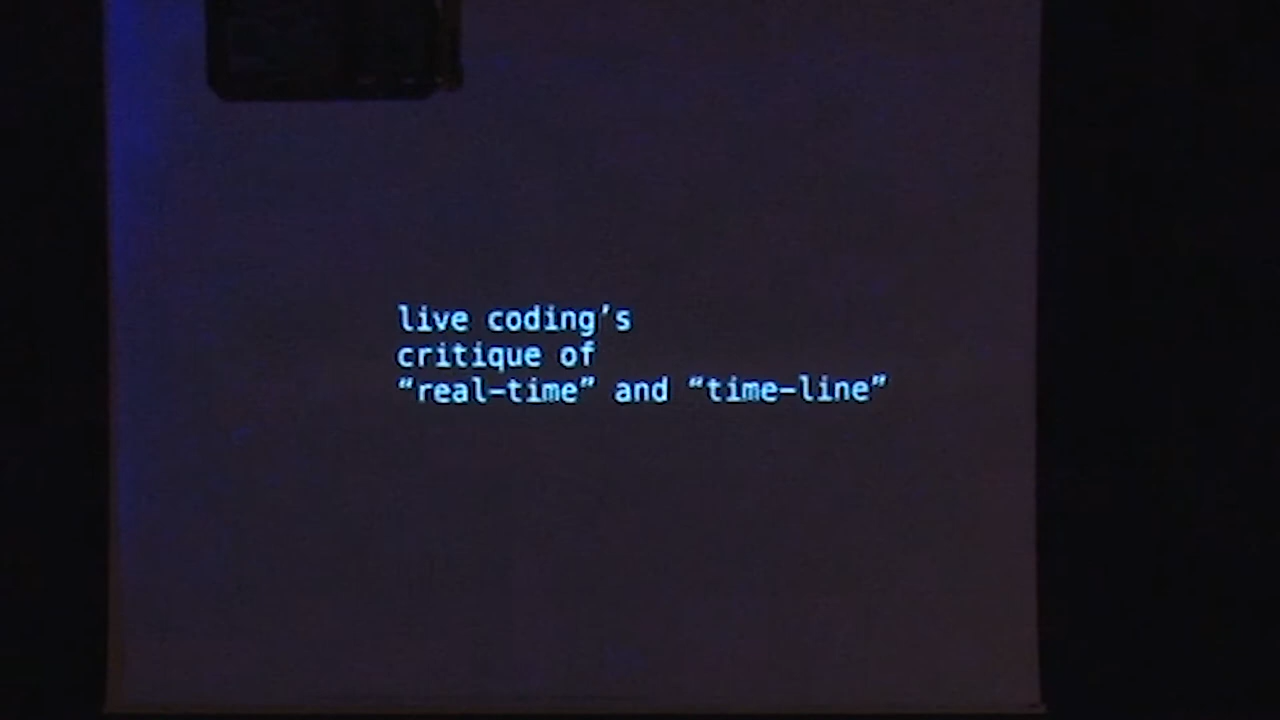 live coding’s
critique of
“real-time” and “time-line”